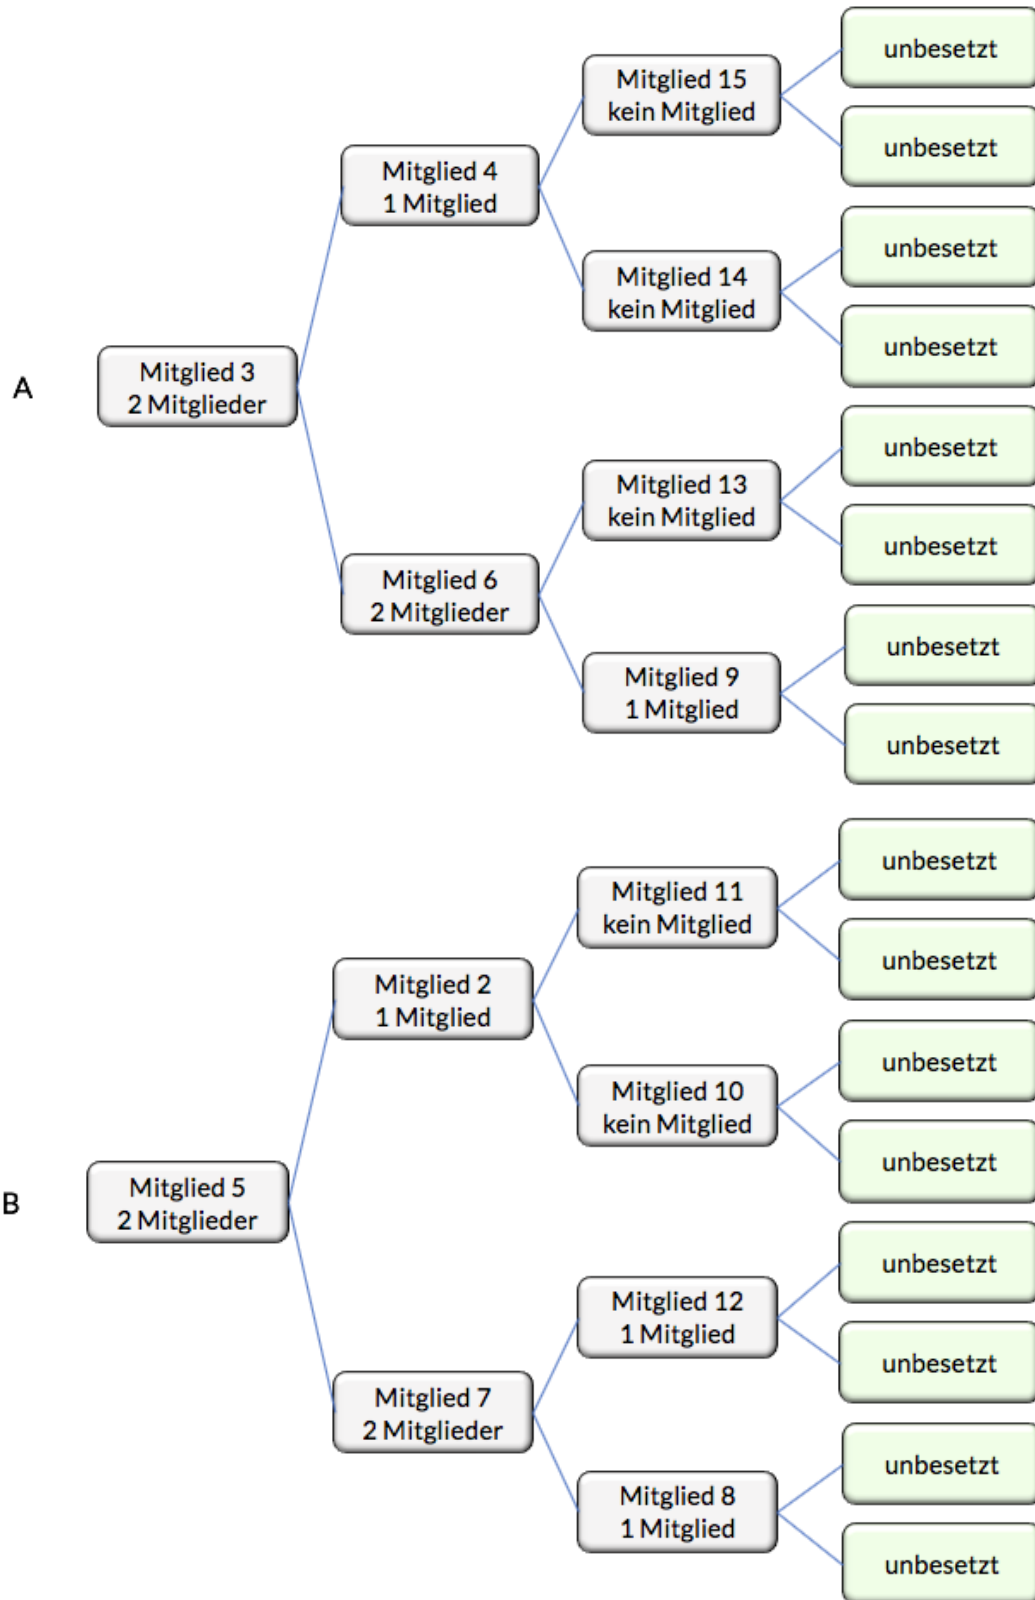 A
Mitglied 3
2 Mitglieder
Mitglied 4
1 Mitglied
Mitglied 15
kein Mitglied
unbesetzt
unbesetzt
Mitglied 14
kein Mitglied
unbesetzt
unbesetzt
Mitglied 6
2 Mitglieder
Mitglied 13
kein Mitglied
unbesetzt
unbesetzt
Mitglied 9
1 Mitglied
unbesetzt
unbesetzt
B
Mitglied 5
2 Mitglieder
Mitglied 2
1 Mitglied
Mitglied 11
kein Mitglied
unbesetzt
unbesetzt
Mitglied 10
kein Mitglied
unbesetzt
unbesetzt
Mitglied 7
2 Mitglieder
Mitglied 12
1 Mitglied
unbesetzt
unbesetzt
Mitglied 8
1 Mitglied
unbesetzt
unbesetzt